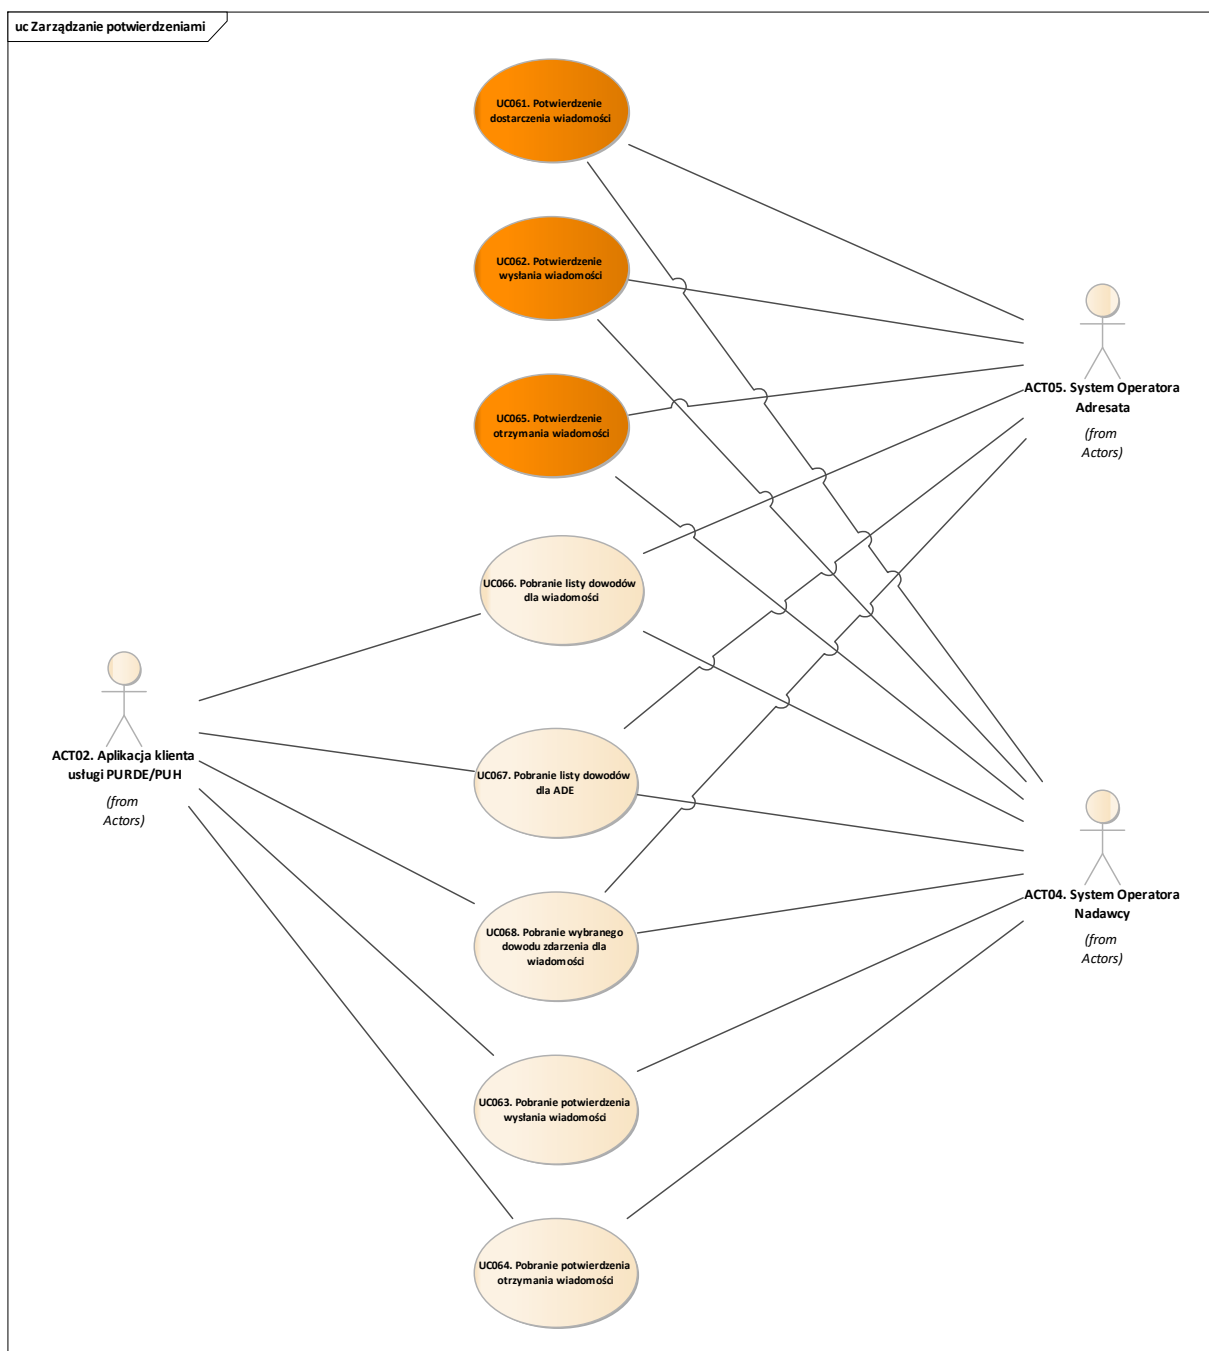 uc Zarządzanie potwierdzeniami
UC061. Potwierdzenie
dostarczenia wiadomości
UC062. Potwierdzenie
wysłania wiadomości
ACT05. System Operatora
Adresata
(from
Actors)
UC065. Potwierdzenie
otrzymania wiadomości
UC066. Pobranie listy dowodów
dla wiadomości
ACT02. Aplikacja klienta
usługi PURDE/PUH
(from
Actors)
UC067. Pobranie listy dowodów
dla ADE
ACT04. System Operatora
Nadawcy
(from
Actors)
UC068. Pobranie wybranego
dowodu zdarzenia dla
wiadomości
UC063. Pobranie potwierdzenia
wysłania wiadomości
UC064. Pobranie potwierdzenia
otrzymania wiadomości